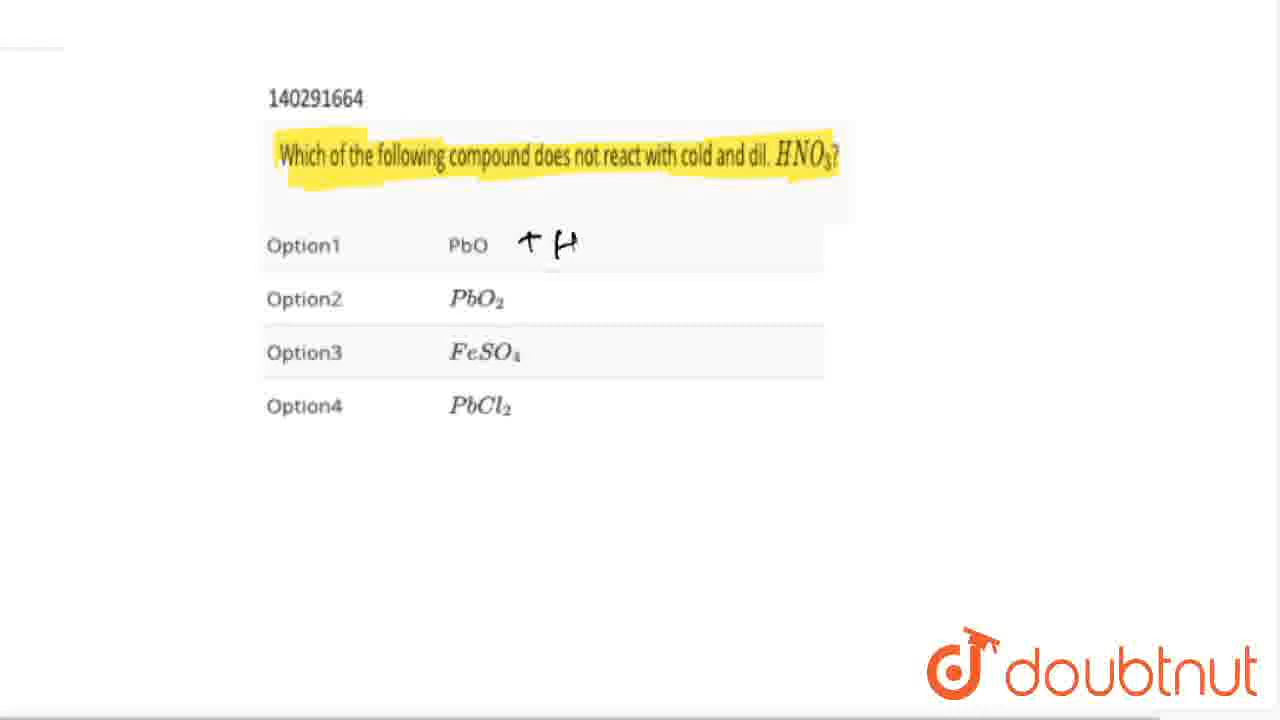 140291664
Which of the following compound does not react with cold and dil. HNO₃?
Option1 PbO + H
Option2 PbO₂
Option3 FeSO₄
Option4 PbCl₂
doubtnut